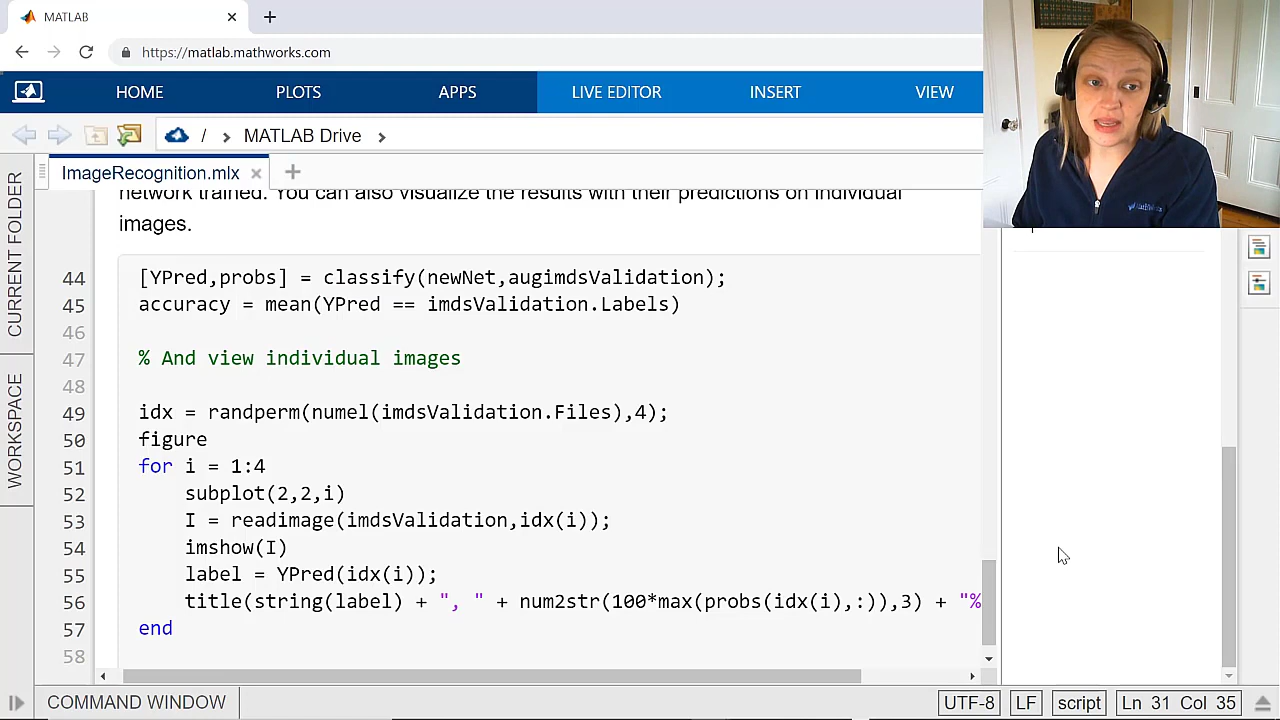 MATLAB
https://matlab.mathworks.com
HOME PLOTS APPS LIVE EDITOR INSERT VIEW
/ MATLAB Drive
ImageRecognition.mlx
CURRENT FOLDER
WORKSPACE
network trained. You can also visualize the results with their predictions on individual
images.
44 [YPred,probs] = classify(newNet,augimdsValidation);
45 accuracy = mean(YPred == imdsValidation.Labels)
46
47 % And view individual images
48
49 idx = randperm(numel(imdsValidation.Files),4);
50 figure
51 for i = 1:4
52 subplot(2,2,i)
53 I = readimage(imdsValidation,idx(i));
54 imshow(I)
55 label = YPred(idx(i));
56 title(string(label) + ", " + num2str(100*max(probs(idx(i),:)),3) + "%
57 end
58
COMMAND WINDOW
UTF-8 LF script Ln 31 Col 35